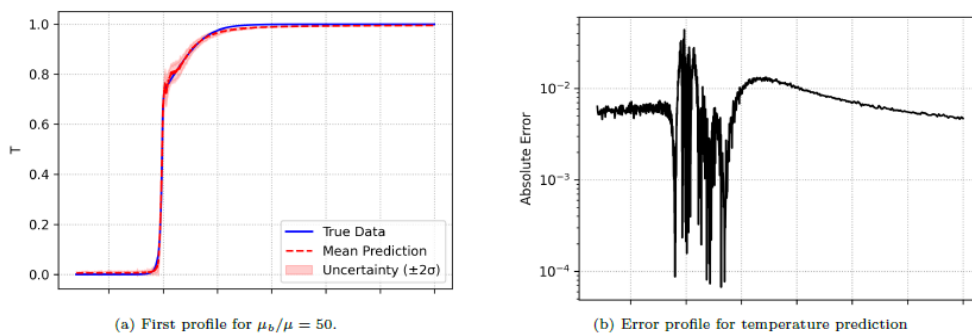 1.0
0.8
0.6
0.4
0.2
0.0
T
True Data
Mean Prediction
Uncertainty (±2σ)
(a) First profile for μ_b/μ = 50.
10⁻²
10⁻³
10⁻⁴
Absolute Error
(b) Error profile for temperature prediction